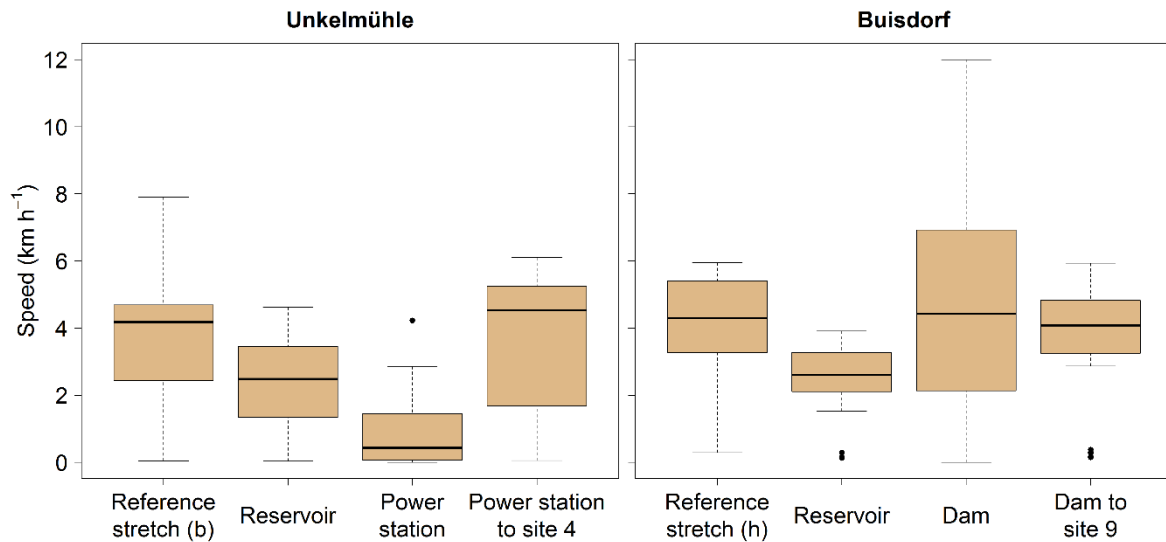 Unkelmühle
Buisdorf
Speed (km h⁻¹)
12
10
8
6
4
2
0
Reference
stretch (b)
Reservoir
Power
station
Power station
to site 4
Reference
stretch (h)
Reservoir
Dam
Dam to
site 9